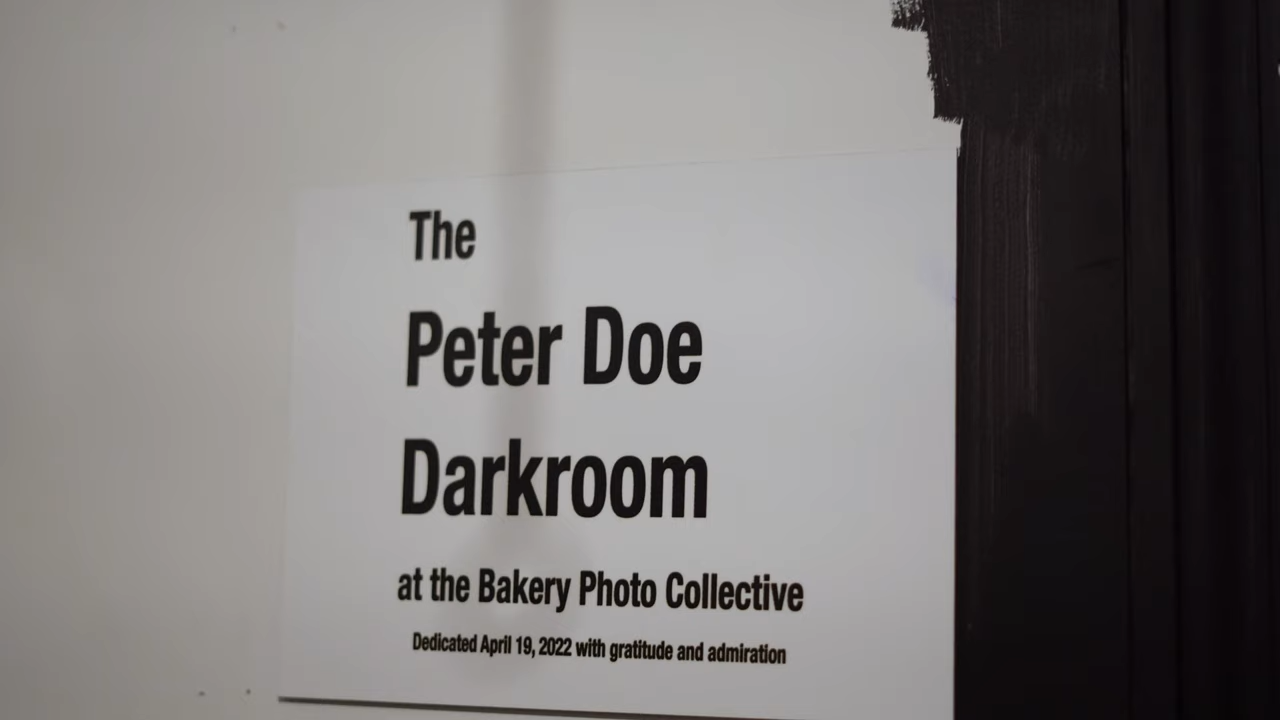 The
Peter Doe
Darkroom
at the Bakery Photo Collective
Dedicated April 19, 2022 with gratitude and admiration